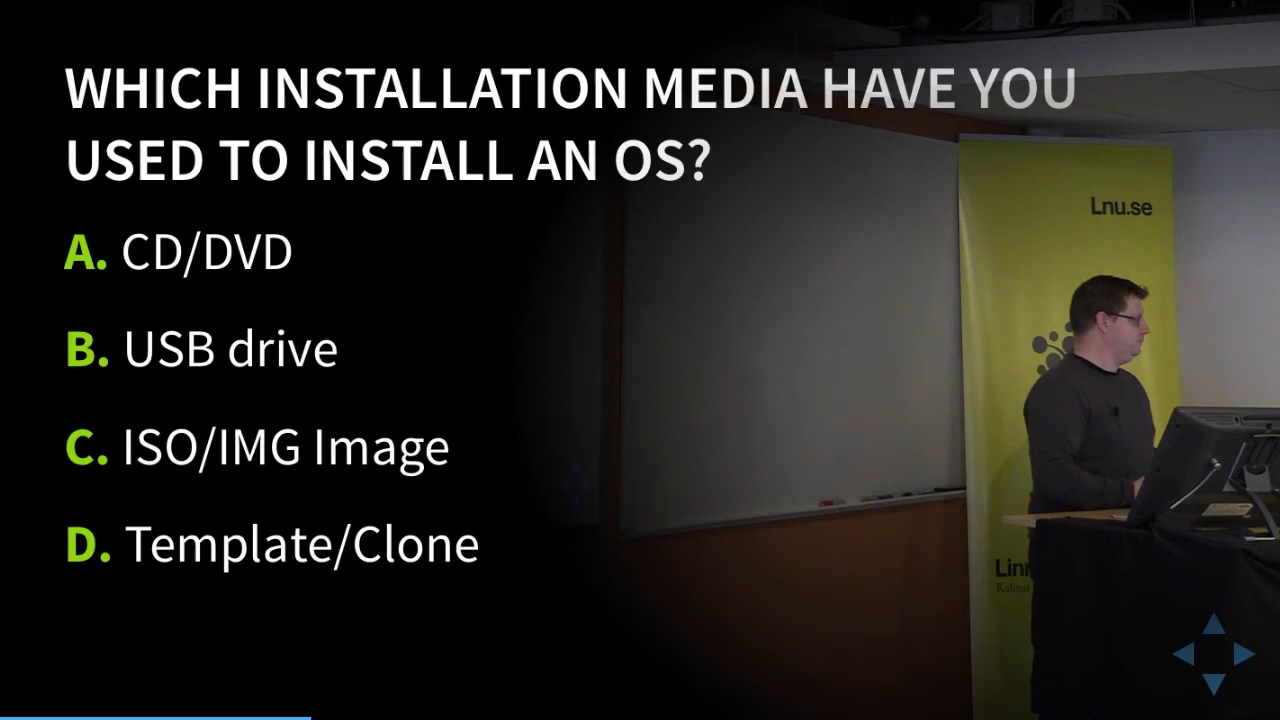 WHICH INSTALLATION MEDIA HAVE YOU
USED TO INSTALL AN OS?
A. CD/DVD
B. USB drive
C. ISO/IMG Image
D. Template/Clone
Lnu.se